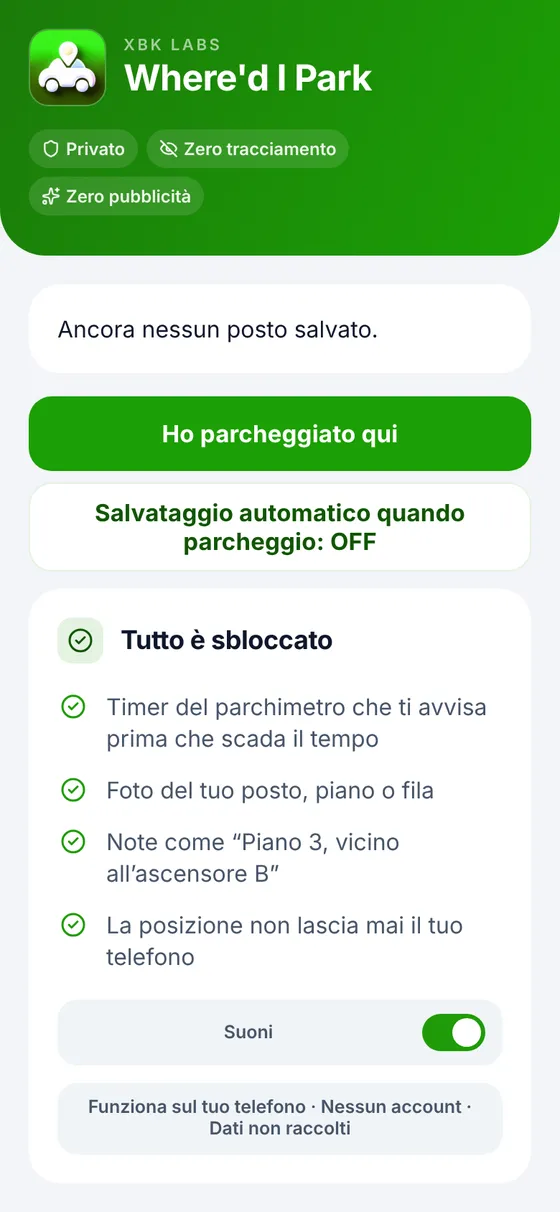 XBK LABS
Where'd I Park
Privato
Zero tracciamento
Zero pubblicità
Ancora nessun posto salvato.
Ho parcheggiato qui
Salvataggio automatico quando
parcheggio: OFF
Tutto è sbloccato
Timer del parchimetro che ti avvisa
prima che scada il tempo
Foto del tuo posto, piano o fila
Note come “Piano 3, vicino
all’ascensore B”
La posizione non lascia mai il tuo
telefono
Suoni
Funziona sul tuo telefono · Nessun account ·
Dati non raccolti